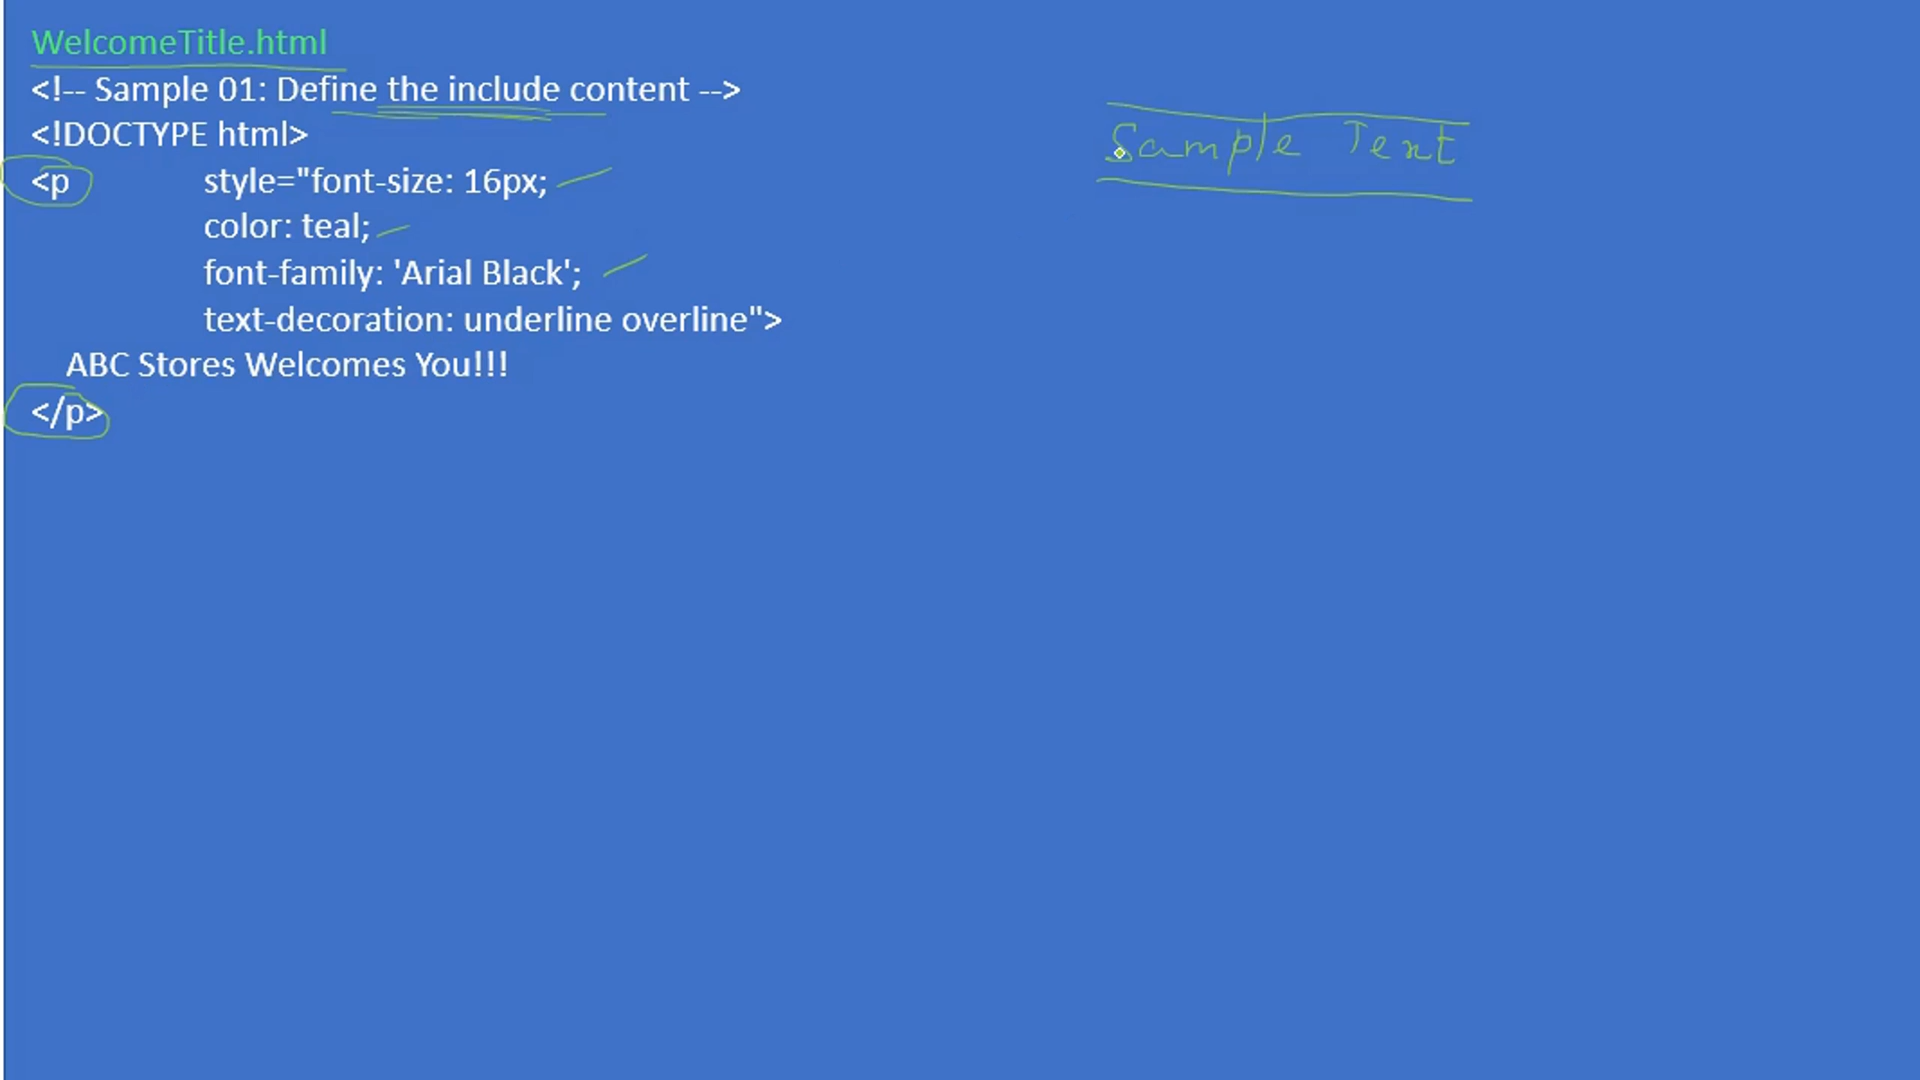 WelcomeTitle.html
<!-- Sample 01: Define the include content -->
<!DOCTYPE html>
<p style="font-size: 16px;
color: teal;
font-family: 'Arial Black';
text-decoration: underline overline">
ABC Stores Welcomes You!!!
</p>
Sample Text